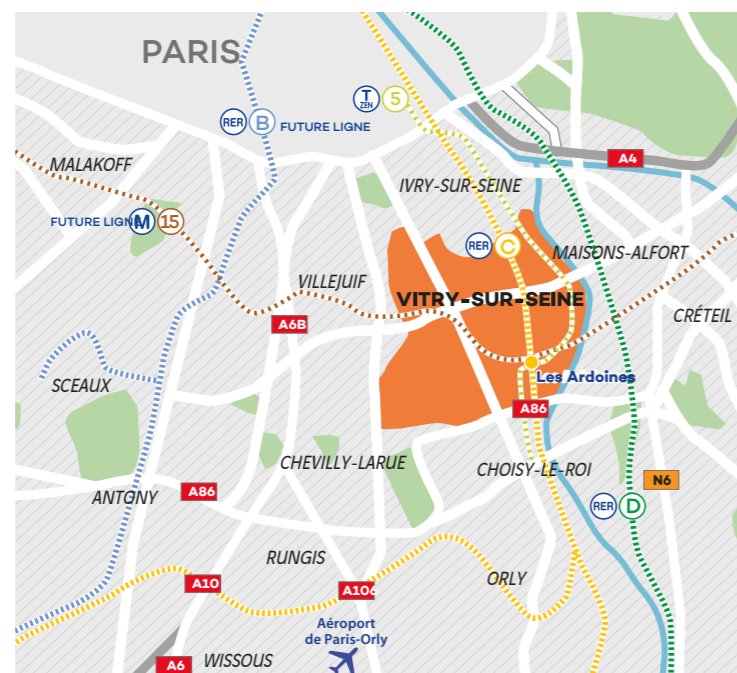 PARIS
T
ZEN
5
RER
B
FUTURE LIGNE
A4
MALAKOFF
IVRY-SUR-SEINE
FUTURE LIGNE
M
15
RER
C
MAISONS-ALFORT
VILLEJUIF
VITRY-SUR-SEINE
CRÉTEIL
A6B
SCEAUX
Les Ardoines
A86
CHEVILLY-LARUE
CHOISY-LE-ROI
N6
ANTONY
A86
RER
D
RUNGIS
A10
A106
ORLY
Aéroport
de Paris-Orly
A6
WISSOUS